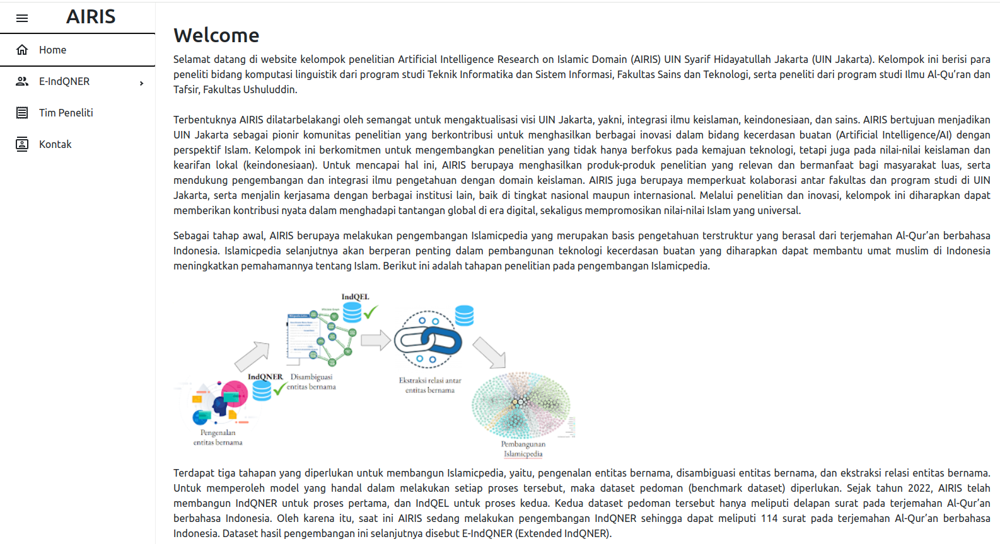 AIRIS
Home
E-IndQNER
Tim Peneliti
Kontak
Welcome
Selamat datang di website kelompok penelitian Artificial Intelligence Research on Islamic Domain (AIRIS) UIN Syarif Hidayatullah Jakarta (UIN Jakarta). Kelompok ini berisi para
peneliti bidang komputasi linguistik dari program studi Teknik Informatika dan Sistem Informasi, Fakultas Sains dan Teknologi, serta peneliti dari program studi Ilmu Al-Qu’ran dan
Tafsir, Fakultas Ushuluddin.
Terbentuknya AIRIS dilatarbelakangi oleh semangat untuk mengaktualisasi visi UIN Jakarta, yakni, integrasi ilmu keislaman, keindonesiaan, dan sains. AIRIS bertujuan menjadikan
UIN Jakarta sebagai pionir komunitas penelitian yang berkontribusi untuk menghasilkan berbagai inovasi dalam bidang kecerdasan buatan (Artificial Intelligence/AI) dengan
perspektif Islam. Kelompok ini berkomitmen untuk mengembangkan penelitian yang tidak hanya berfokus pada kemajuan teknologi, tetapi juga pada nilai-nilai keislaman dan
kearifan lokal (keindonesiaan). Untuk mencapai hal ini, AIRIS berupaya menghasilkan produk-produk penelitian yang relevan dan bermanfaat bagi masyarakat luas, serta
mendukung pengembangan dan integrasi ilmu pengetahuan dengan domain keislaman. AIRIS juga berupaya memperkuat kolaborasi antar fakultas dan program studi di UIN
Jakarta, serta menjalin kerjasama dengan berbagai institusi lain, baik di tingkat nasional maupun internasional. Melalui penelitian dan inovasi, kelompok ini diharapkan dapat
memberikan kontribusi nyata dalam menghadapi tantangan global di era digital, sekaligus mempromosikan nilai-nilai Islam yang universal.
Sebagai tahap awal, AIRIS berupaya melakukan pengembangan Islamicpedia yang merupakan basis pengetahuan terstruktur yang berasal dari terjemahan Al-Qur’an berbahasa
Indonesia. Islamicpedia selanjutnya akan berperan penting dalam pembangunan teknologi kecerdasan buatan yang diharapkan dapat membantu umat muslim di Indonesia
meningkatkan pemahamannya tentang Islam. Berikut ini adalah tahapan penelitian pada pengembangan Islamicpedia.
IndQEL
IndQNER
Disambiguasi
entitas bernama
Ekstraksi relasi antar
entitas bernama
Pengenalan
entitas bernama
Pembangunan
Islamicpedia
Terdapat tiga tahapan yang diperlukan untuk membangun Islamicpedia, yaitu, pengenalan entitas bernama, disambiguasi entitas bernama, dan ekstraksi relasi entitas bernama.
Untuk memperoleh model yang handal dalam melakukan setiap proses tersebut, maka dataset pedoman (benchmark dataset) diperlukan. Sejak tahun 2022, AIRIS telah
membangun IndQNER untuk proses pertama, dan IndQEL untuk proses kedua. Kedua dataset pedoman tersebut hanya meliputi delapan surat pada terjemahan Al-Qur’an
berbahasa Indonesia. Oleh karena itu, saat ini AIRIS sedang melakukan pengembangan IndQNER sehingga dapat meliputi 114 surat pada terjemahan Al-Qur’an berbahasa
Indonesia. Dataset hasil pengembangan ini selanjutnya disebut E-IndQNER (Extended IndQNER).